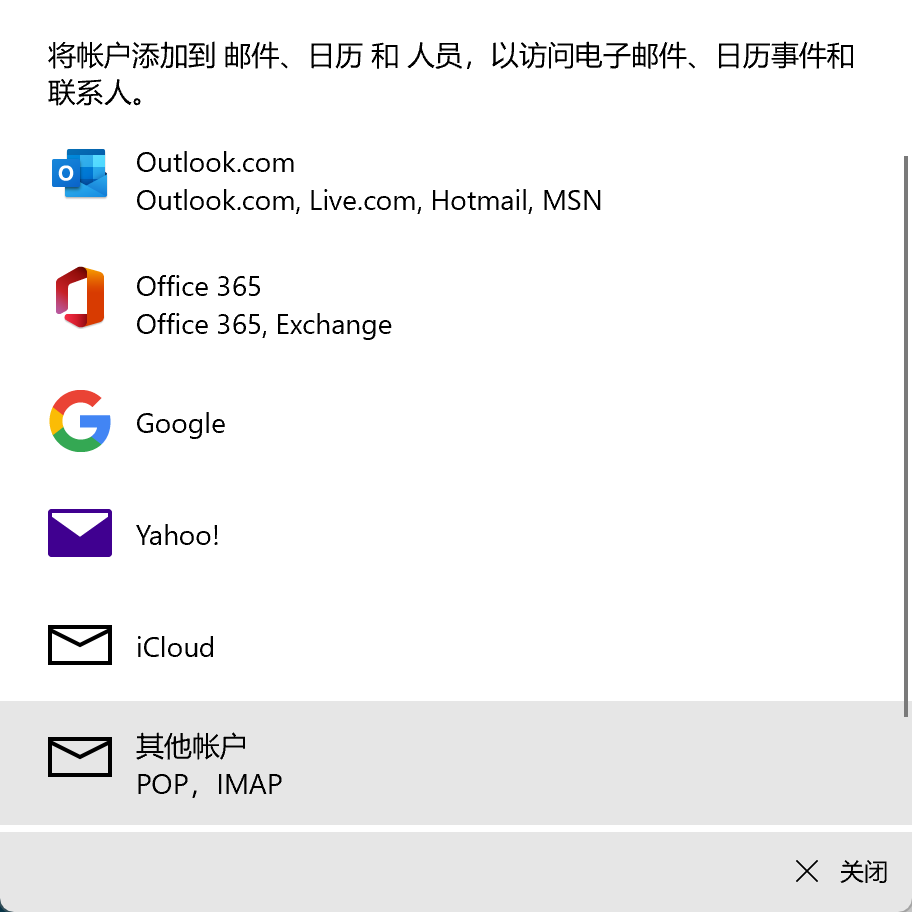 将帐户添加到 邮件、日历 和 人员，以访问电子邮件、日历事件和
联系人。
Outlook.com
Outlook.com, Live.com, Hotmail, MSN
Office 365
Office 365, Exchange
Google
Yahoo!
iCloud
其他帐户
POP，IMAP
关闭